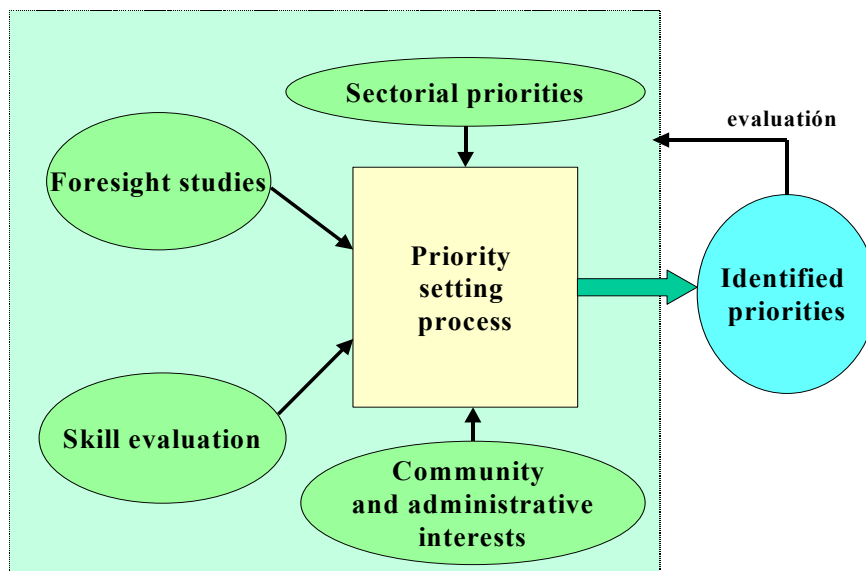 Sectorial priorities
evaluatión
Foresight studies
Priority
setting
process
Identified
priorities
Skill evaluation
Community
and administrative
interests